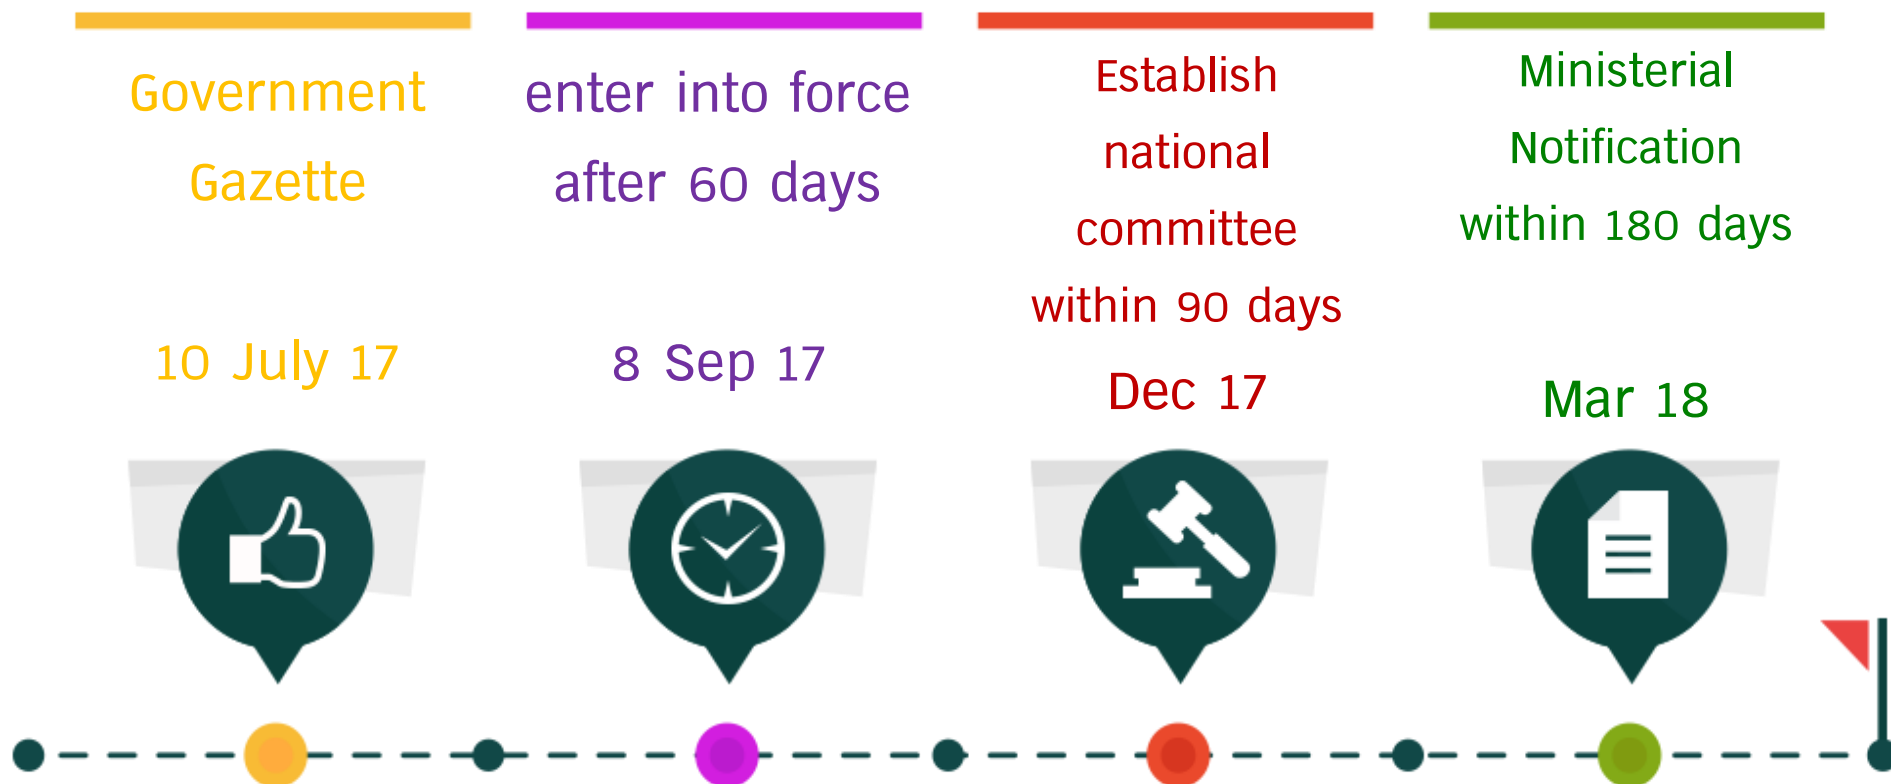 Government
Gazette
10 July 17
enter into force
after 60 days
8 Sep 17
Establish
national
committee
within 90 days
Dec 17
Ministerial
Notification
within 180 days
Mar 18